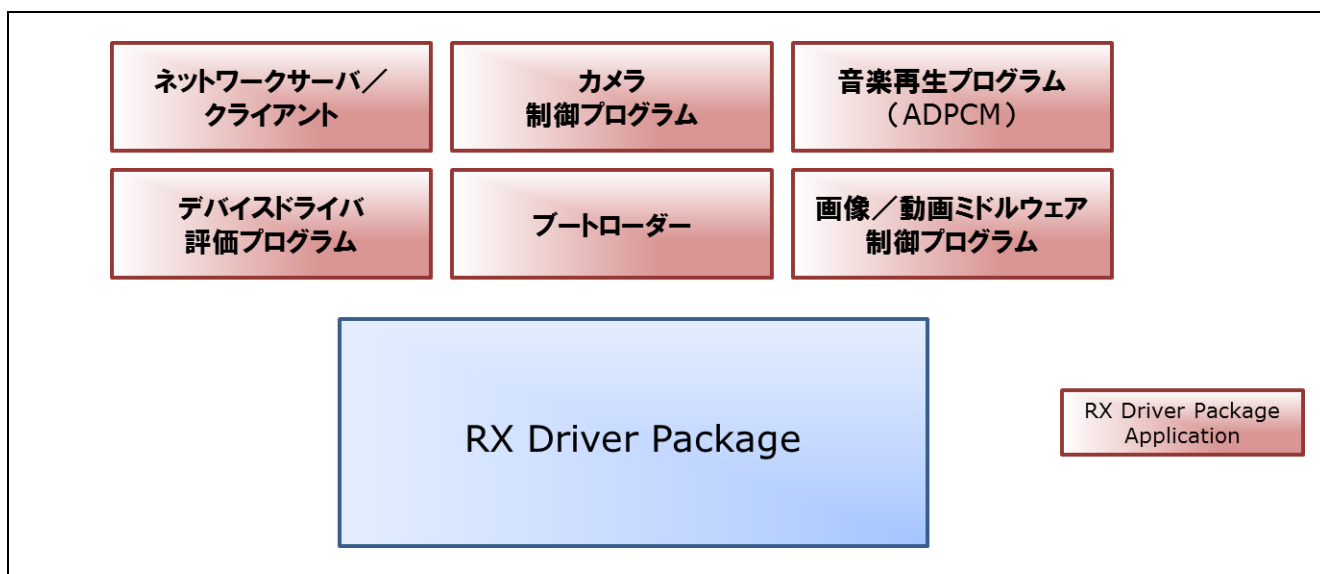 ネットワークサーバ／
クライアント
カメラ
制御プログラム
音楽再生プログラム
（ADPCM）
デバイスドライバ
評価プログラム
ブートローダー
画像／動画ミドルウェア
制御プログラム
RX Driver Package
RX Driver Package
Application